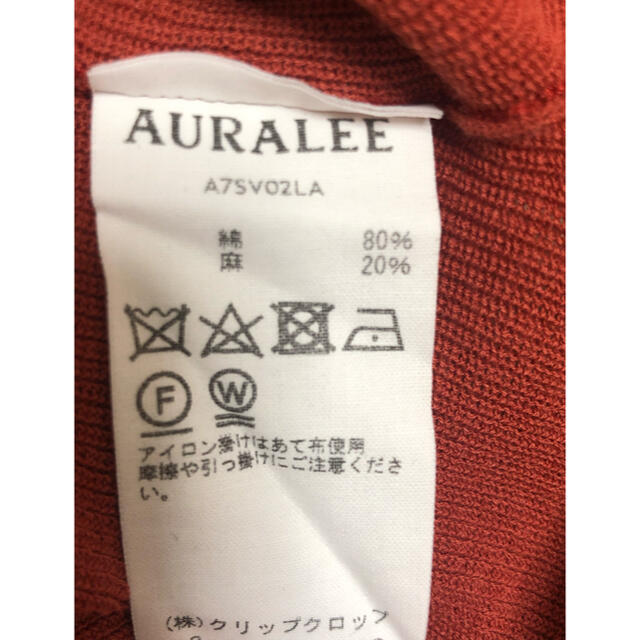 AURALEE
A7SV02LA
綿 80%
麻 20%
F
W
アイロン掛けはあて布使用
摩擦や引っ掛けにご注意くださ
い。
(株)クリップクロップ